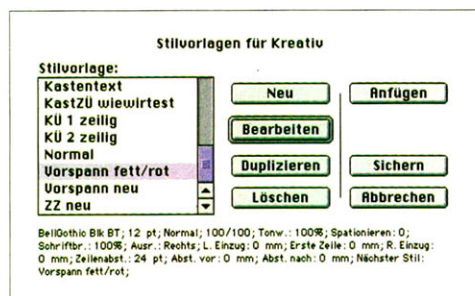 Stilvorlagen für Kreativ
Stilvorlage:
Kastentext
KastZÜ wiewirtest
KÜ 1 zeilig
KÜ 2 zeilig
Normal
Vorspann fett/rot
Vorspann neu
ZZ neu
Neu
Anfügen
Bearbeiten
Duplizieren
Sichern
Löschen
Abbrechen
BellGothic Blk BT; 12 pt; Normal; 100/100; Tonw.: 100%; Spationieren: 0;
Schriftbr.: 100%; Ausr.: Rechts; L. Einzug: 0 mm; Erste Zeile: 0 mm; R. Einzug:
0 mm; Zeilenabst.: 24 pt; Abst. vor: 0 mm; Abst. nach: 0 mm; Nächster Stil:
Vorspann fett/rot;